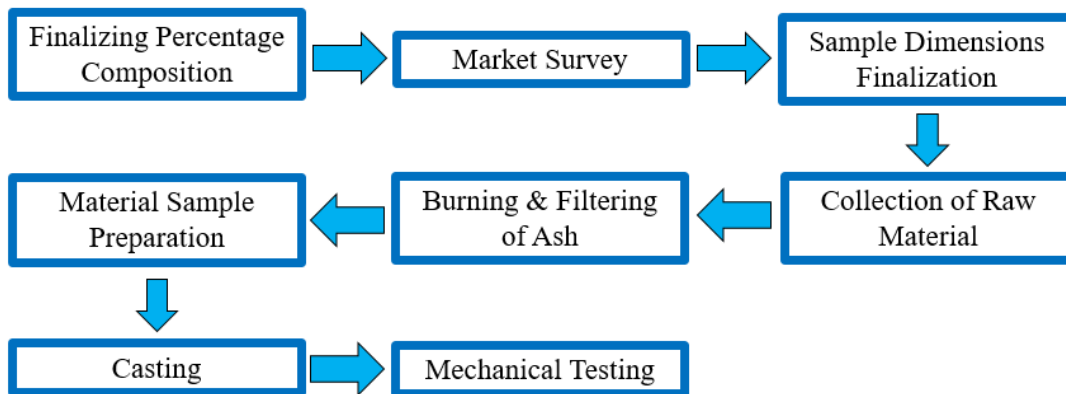 Finalizing Percentage
Composition
Market Survey
Sample Dimensions
Finalization
Collection of Raw
Material
Burning & Filtering
of Ash
Material Sample
Preparation
Casting
Mechanical Testing